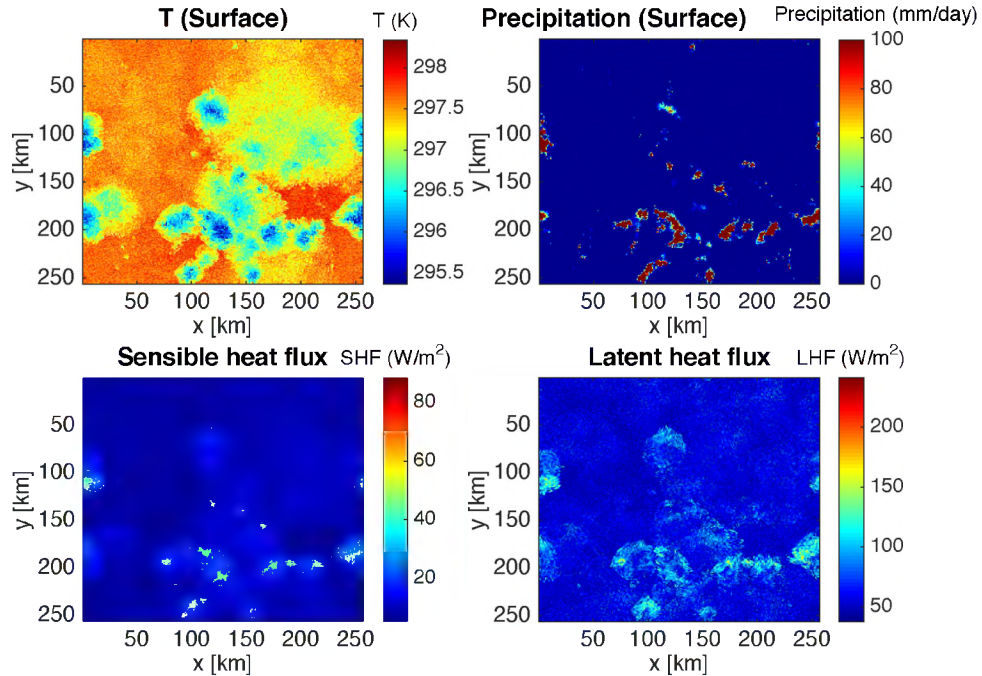 T (Surface)
T (K)
298
297.5
297
296.5
296
295.5
50
100
150
200
250
y [km]
50 100 150 200 250
x [km]
Precipitation (Surface)
Precipitation (mm/day)
100
80
60
40
20
0
50
100
150
200
250
y [km]
50 100 150 200 250
x [km]
Sensible heat flux
SHF (W/m²)
80
60
40
20
50
100
150
200
250
y [km]
50 100 150 200 250
x [km]
Latent heat flux
LHF (W/m²)
200
150
100
50
50
100
150
200
250
y [km]
50 100 150 200 250
x [km]